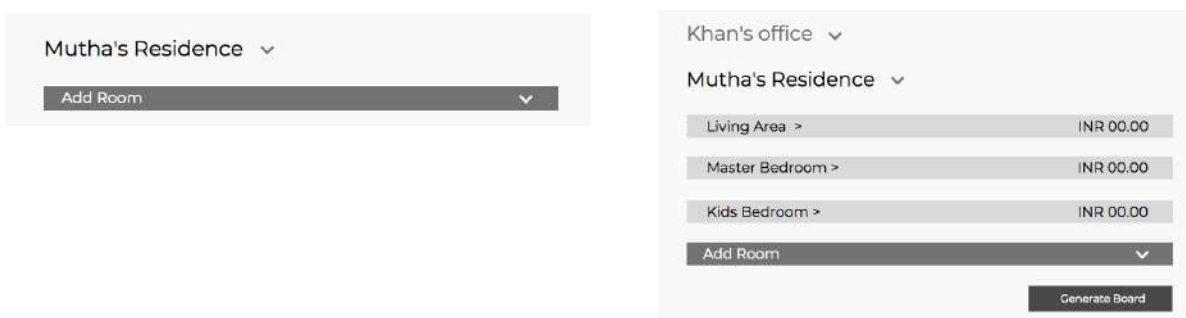 Mutha's Residence
Add Room
Khan's office
Mutha's Residence
Living Area > INR 00.00
Master Bedroom > INR 00.00
Kids Bedroom > INR 00.00
Add Room
Generate Board